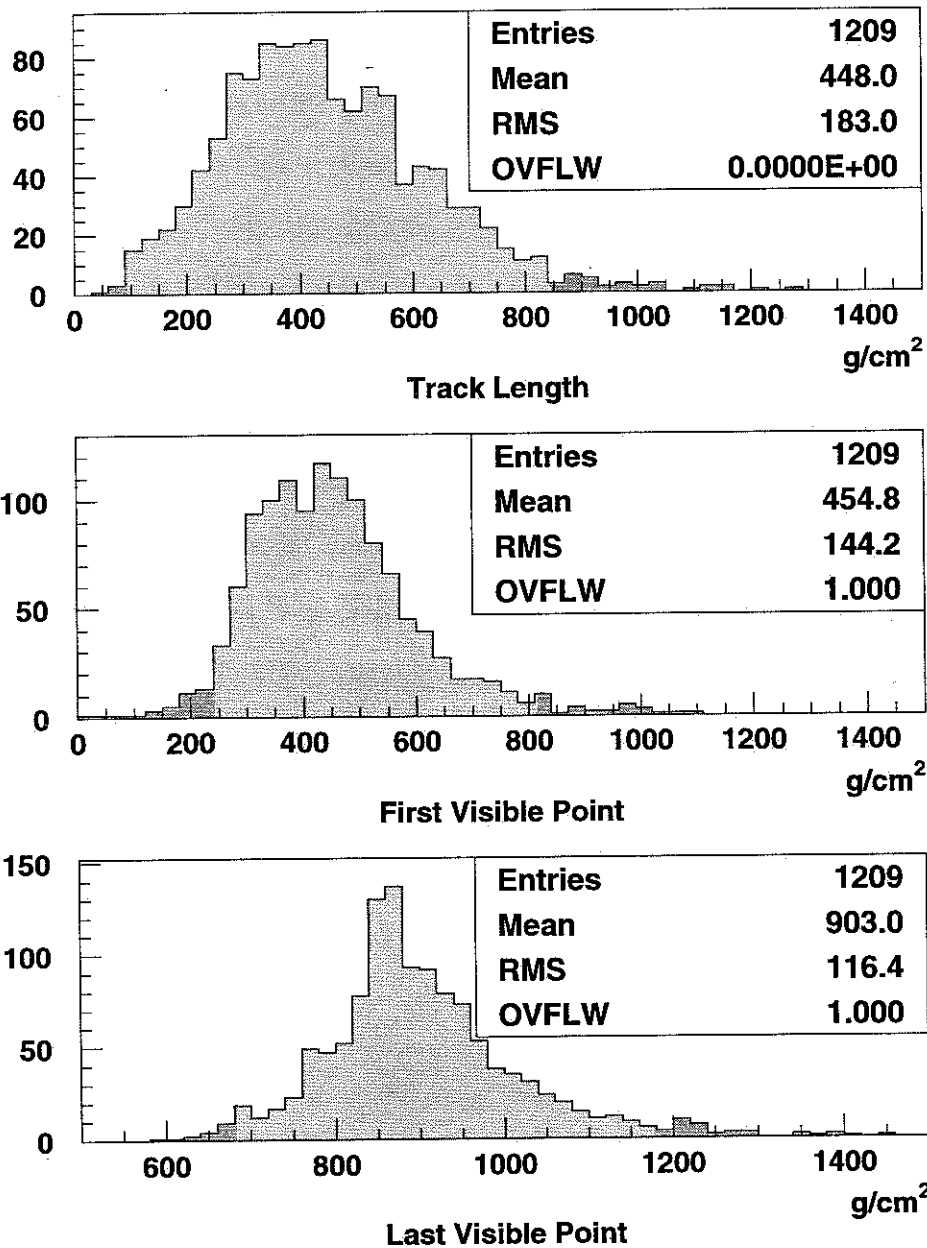 80
60
40
20
0
Entries 1209
Mean 448.0
RMS 183.0
OVFLW 0.0000E+00
0 200 400 600 800 1000 1200 1400
g/cm²
Track Length
100
50
0
Entries 1209
Mean 454.8
RMS 144.2
OVFLW 1.000
0 200 400 600 800 1000 1200 1400
g/cm²
First Visible Point
150
100
50
0
Entries 1209
Mean 903.0
RMS 116.4
OVFLW 1.000
600 800 1000 1200 1400
g/cm²
Last Visible Point